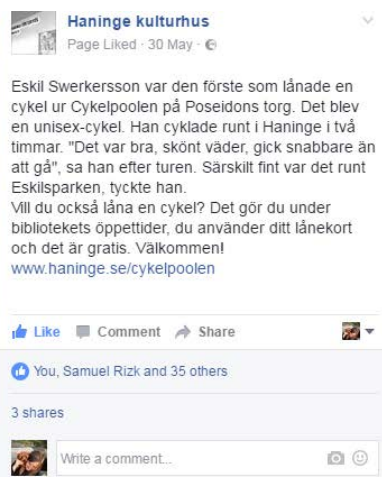 Haninge kulturhus
Page Liked · 30 May ·
Eskil Swerkersson var den förste som lånade en
cykel ur Cykelpoolen på Poseidons torg. Det blev
en unisex-cykel. Han cyklade runt i Haninge i två
timmar. "Det var bra, skönt väder, gick snabbare än
att gå", sa han efter turen. Särskilt fint var det runt
Eskilsparken, tyckte han.
Vill du också låna en cykel? Det gör du under
bibliotekets öppettider, du använder ditt lånekort
och det är gratis. Välkommen!
www.haninge.se/cykelpoolen
Like Comment Share
You, Samuel Rizk and 35 others
3 shares
Write a comment...